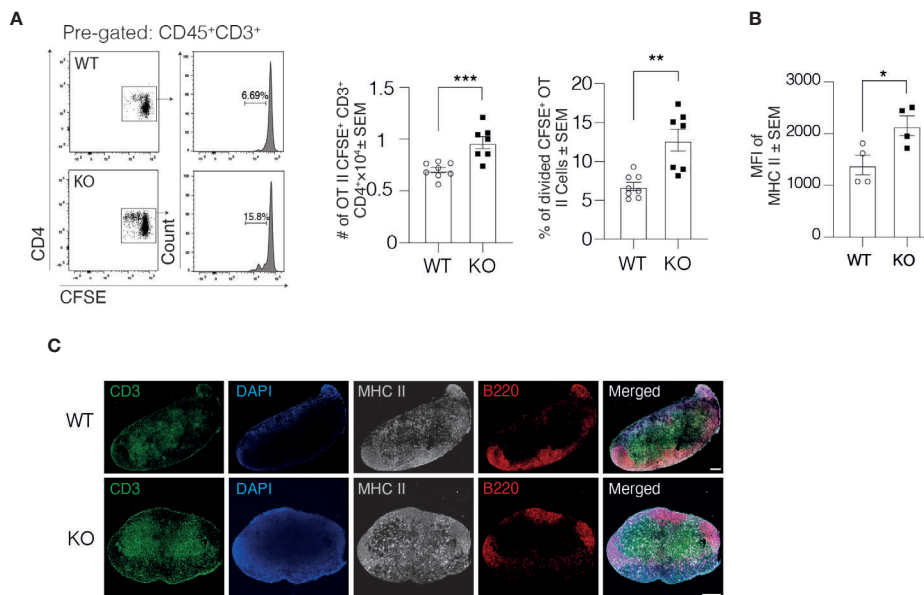 A
Pre-gated: CD45⁺CD3⁺
WT
6.69%
KO
15.8%
CD4
Count
CFSE
# of OT II CFSE⁺ CD3⁺
CD4⁺x10⁴± SEM
1
0.5
0
***
WT KO
% of divided CFSE⁺ OT
II Cells ± SEM
20
15
10
5
0
**
WT KO
B
MFI of
MHC II ± SEM
3000
2000
1000
0
*
WT KO
C
WT
CD3 DAPI MHC II B220 Merged
KO
CD3 DAPI MHC II B220 Merged